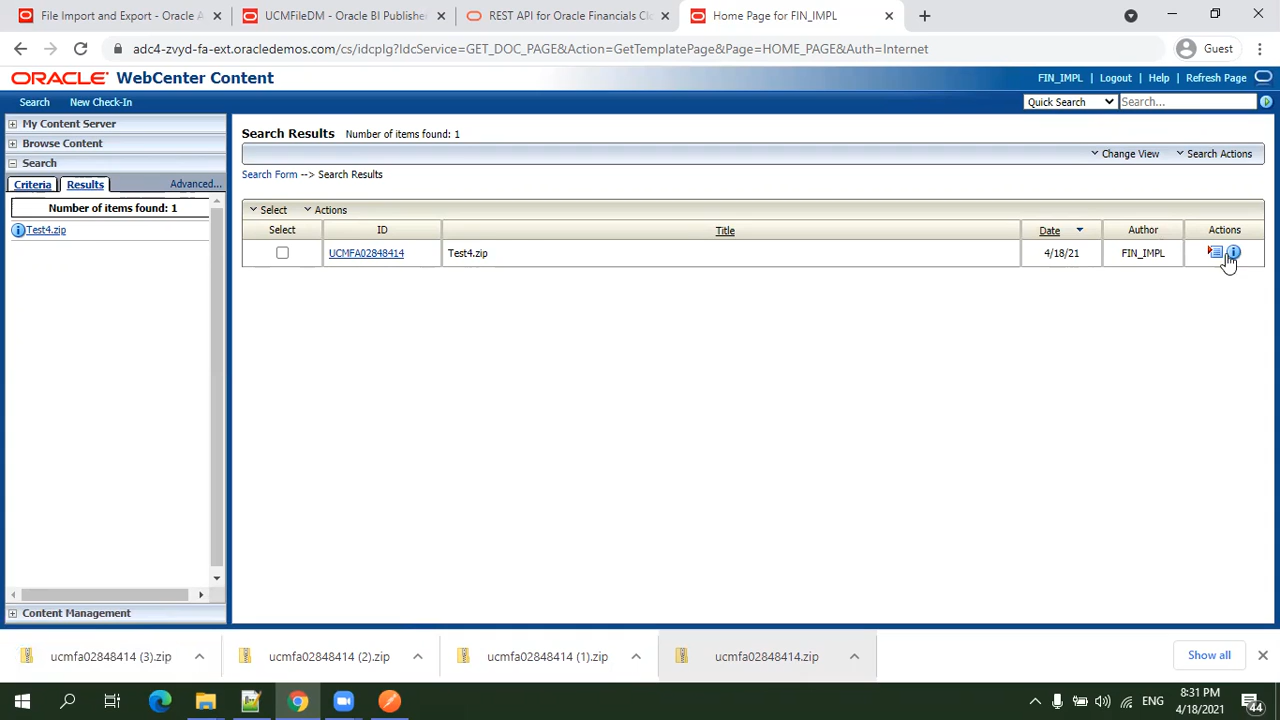 File Import and Export - Oracle A
UCMFileDM - Oracle BI Publisher
REST API for Oracle Financials Cl
Home Page for FIN_IMPL
adc4-zvyd-fa-ext.oracledemos.com/cs/idcplg?IdcService=GET_DOC_PAGE&Action=GetTemplatePage&Page=HOME_PAGE&Auth=Internet
Guest
ORACLE WebCenter Content
FIN_IMPL Logout Help Refresh Page
Search New Check-In
Quick Search Search...
My Content Server
Browse Content
Search
Criteria Results Advanced...
Number of items found: 1
Test4.zip
Content Management
Search Results Number of items found: 1
Change View Search Actions
Search Form --> Search Results
Select Actions
Select ID Title Date Author Actions
UCMFA02848414 Test4.zip 4/18/21 FIN_IMPL
ucmfa02848414 (3).zip
ucmfa02848414 (2).zip
ucmfa02848414 (1).zip
ucmfa02848414.zip
Show all
ENG
8:31 PM
4/18/2021
44